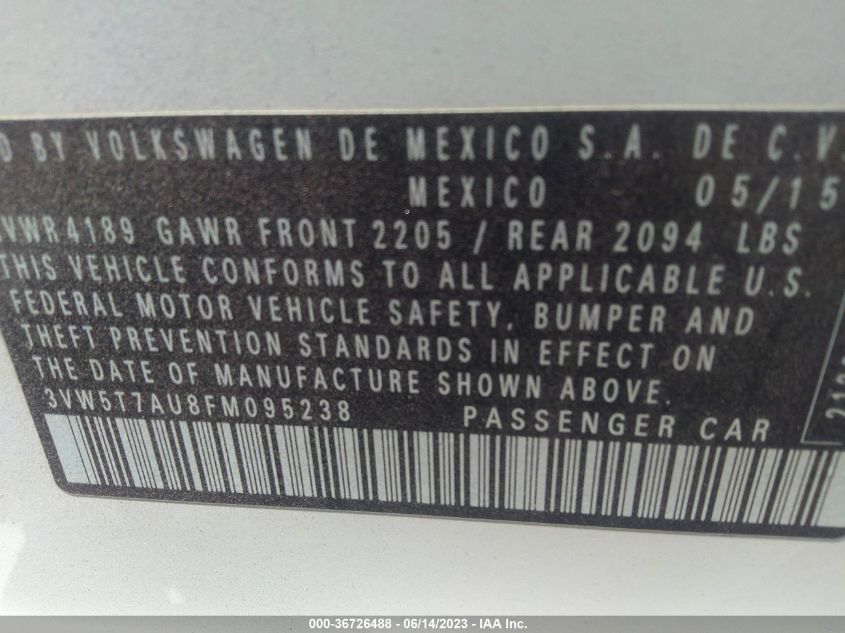 D BY VOLKSWAGEN DE MEXICO S.A. DE C.V.
MEXICO 05/15
VWR 4189 GAWR FRONT 2205 / REAR 2094 LBS
THIS VEHICLE CONFORMS TO ALL APPLICABLE U.S.
FEDERAL MOTOR VEHICLE SAFETY, BUMPER AND
THEFT PREVENTION STANDARDS IN EFFECT ON
THE DATE OF MANUFACTURE SHOWN ABOVE.
3VW5T7AU8FM095238 PASSENGER CAR
000-36726488 - 06/14/2023 - IAA Inc.